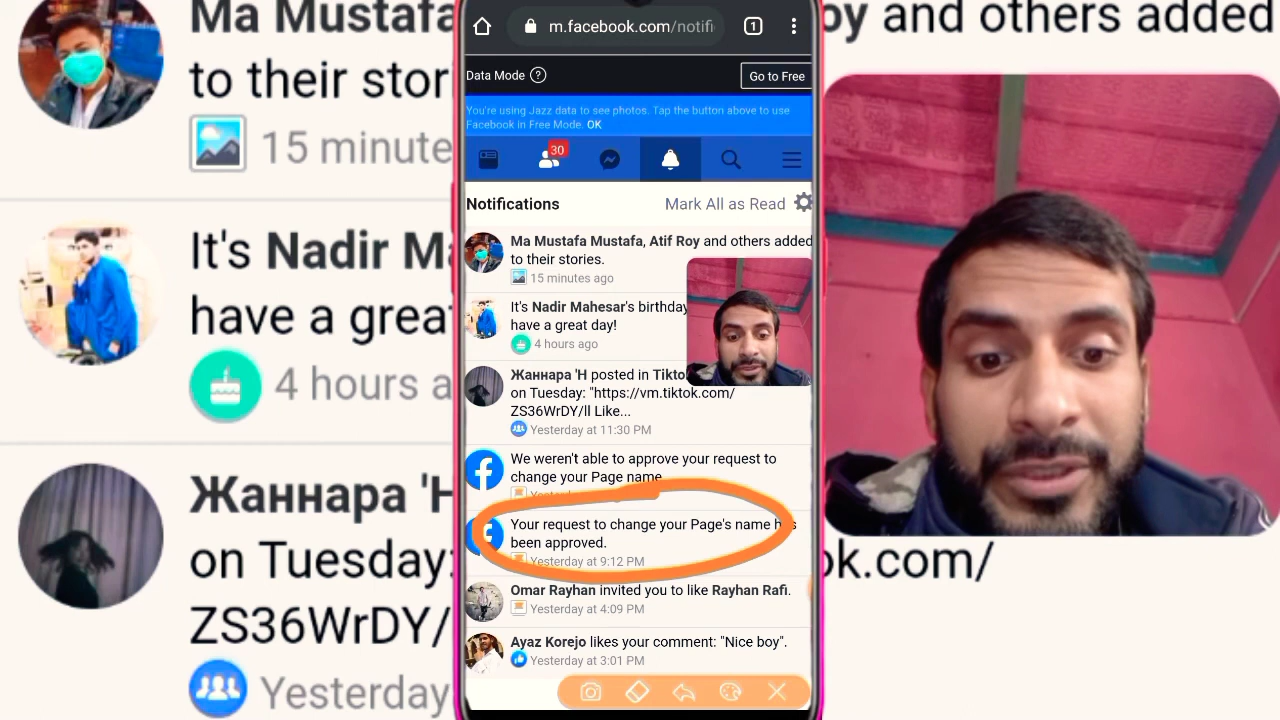 Ma Mustafa
to their stor
15 minute
It's Nadir Ma
have a grea
4 hours a
Жаннара 'Н
on Tuesday:
ZS36WrDY/
Yesterday
m.facebook.com/notifi
1
Data Mode ?
Go to Free
You're using Jazz data to see photos. Tap the button above to use
Facebook in Free Mode. OK
30
Notifications
Mark All as Read
Ma Mustafa Mustafa, Atif Roy and others added
to their stories.
15 minutes ago
It's Nadir Mahesar's birthday
have a great day!
4 hours ago
Жаннара 'Н posted in Tikto
on Tuesday: "https://vm.tiktok.com/
ZS36WrDY/ll Like...
Yesterday at 11:30 PM
We weren't able to approve your request to
change your Page name
Your request to change your Page's name has
been approved.
Yesterday at 9:12 PM
Omar Rayhan invited you to like Rayhan Rafi.
Yesterday at 4:09 PM
Ayaz Korejo likes your comment: "Nice boy".
Yesterday at 3:01 PM
oy and others added
ok.com/